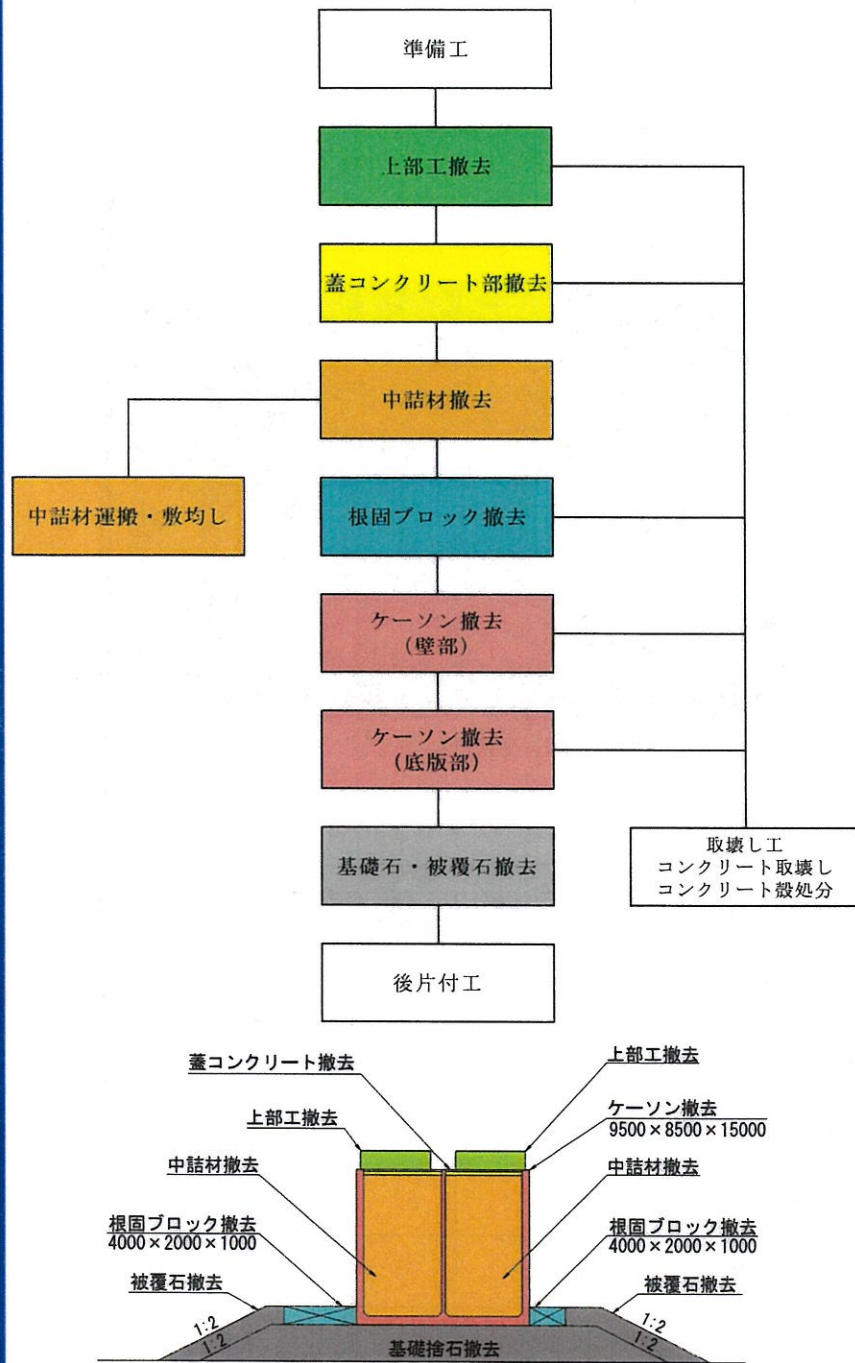 準備工
上部工撤去
蓋コンクリート部撤去
中詰材撤去
中詰材運搬・敷均し
根固ブロック撤去
ケーソン撤去
(壁部)
ケーソン撤去
(底版部)
基礎石・被覆石撤去
取壊し工
コンクリート取壊し
コンクリート殻処分
後片付工
蓋コンクリート撤去
上部工撤去
上部工撤去
ケーソン撤去
9500×8500×15000
中詰材撤去
中詰材撤去
根固ブロック撤去
4000×2000×1000
根固ブロック撤去
4000×2000×1000
被覆石撤去
被覆石撤去
1:2
1:2
1:2
1:2
基礎捨石撤去